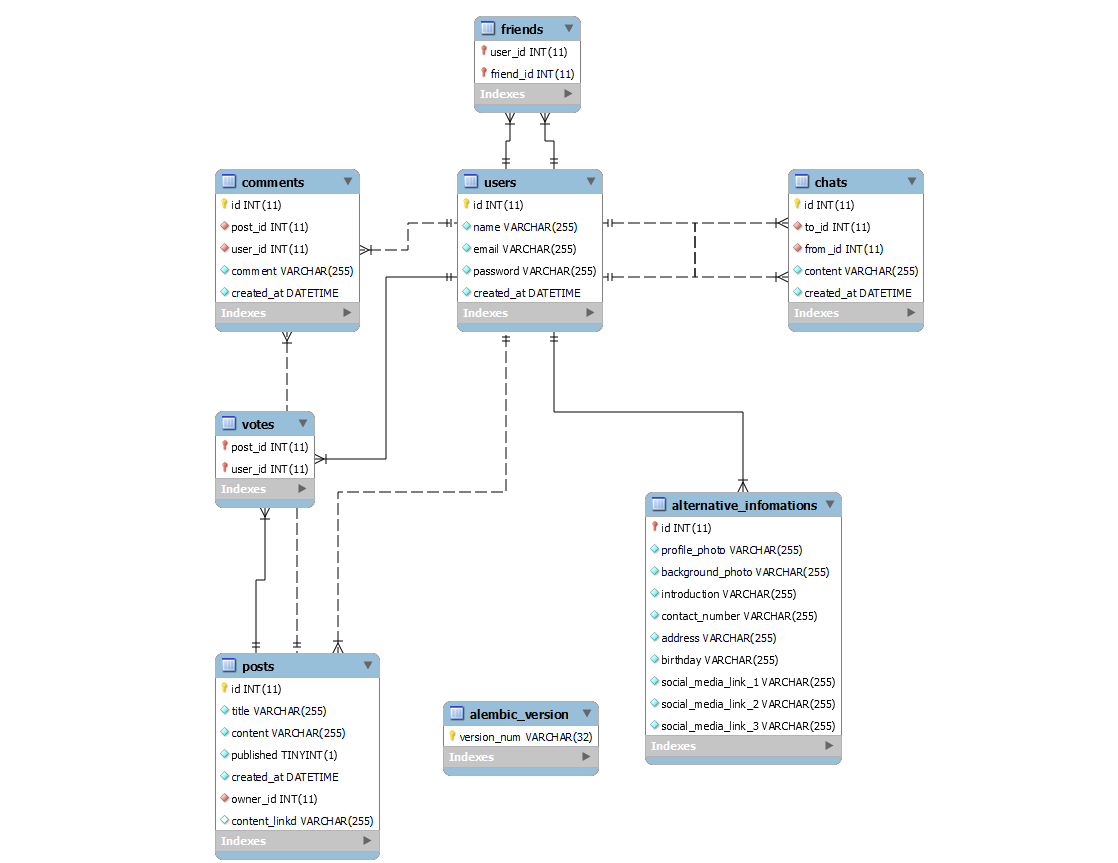 friends
user_id INT(11)
friend_id INT(11)
Indexes
comments
id INT(11)
post_id INT(11)
user_id INT(11)
comment VARCHAR(255)
created_at DATETIME
Indexes
users
id INT(11)
name VARCHAR(255)
email VARCHAR(255)
password VARCHAR(255)
created_at DATETIME
Indexes
chats
id INT(11)
to_id INT(11)
from_id INT(11)
content VARCHAR(255)
created_at DATETIME
Indexes
votes
post_id INT(11)
user_id INT(11)
Indexes
alternative_infomations
id INT(11)
profile_photo VARCHAR(255)
background_photo VARCHAR(255)
introduction VARCHAR(255)
contact_number VARCHAR(255)
address VARCHAR(255)
birthday VARCHAR(255)
social_media_link_1 VARCHAR(255)
social_media_link_2 VARCHAR(255)
social_media_link_3 VARCHAR(255)
Indexes
posts
id INT(11)
title VARCHAR(255)
content VARCHAR(255)
published TINYINT(1)
created_at DATETIME
owner_id INT(11)
content_linkd VARCHAR(255)
Indexes
alembic_version
version_num VARCHAR(32)
Indexes